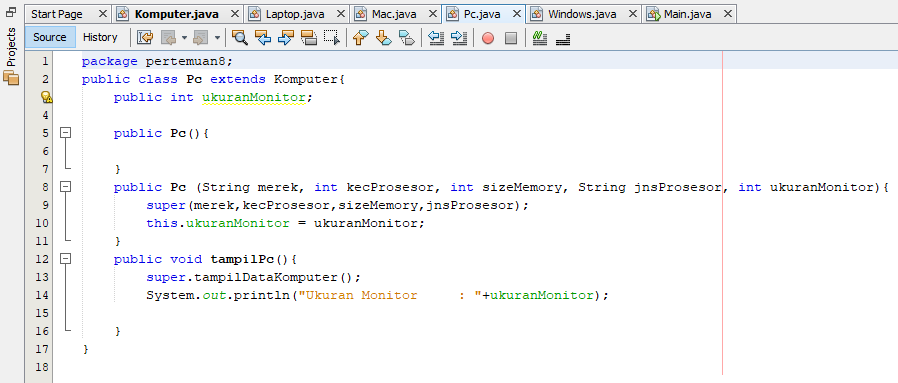 Start Page Komputer.java Laptop.java Mac.java Pc.java Windows.java Main.java
Projects
Source History
1 package pertemuan8;
2 public class Pc extends Komputer{
public int ukuranMonitor;
4
5 public Pc(){
6
7 }
8 public Pc (String merek, int kecProsesor, int sizeMemory, String jnsProsesor, int ukuranMonitor){
9 super(merek,kecProsesor,sizeMemory,jnsProsesor);
10 this.ukuranMonitor = ukuranMonitor;
11 }
12 public void tampilPc(){
13 super.tampilDataKomputer();
14 System.out.println("Ukuran Monitor     : "+ukuranMonitor);
15
16 }
17 }
18